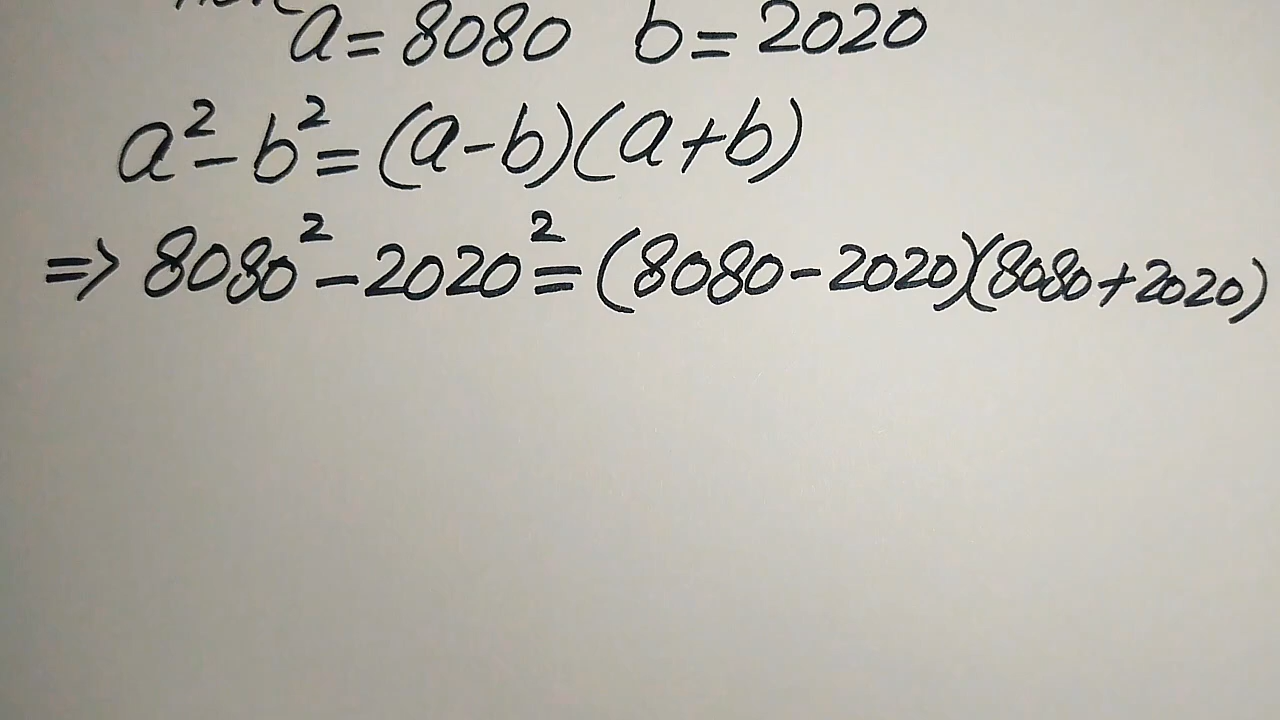 a = 8080 b = 2020
a² - b² = (a-b)(a+b)
⇒ 8080² - 2020² = (8080 - 2020)(8080 + 2020)